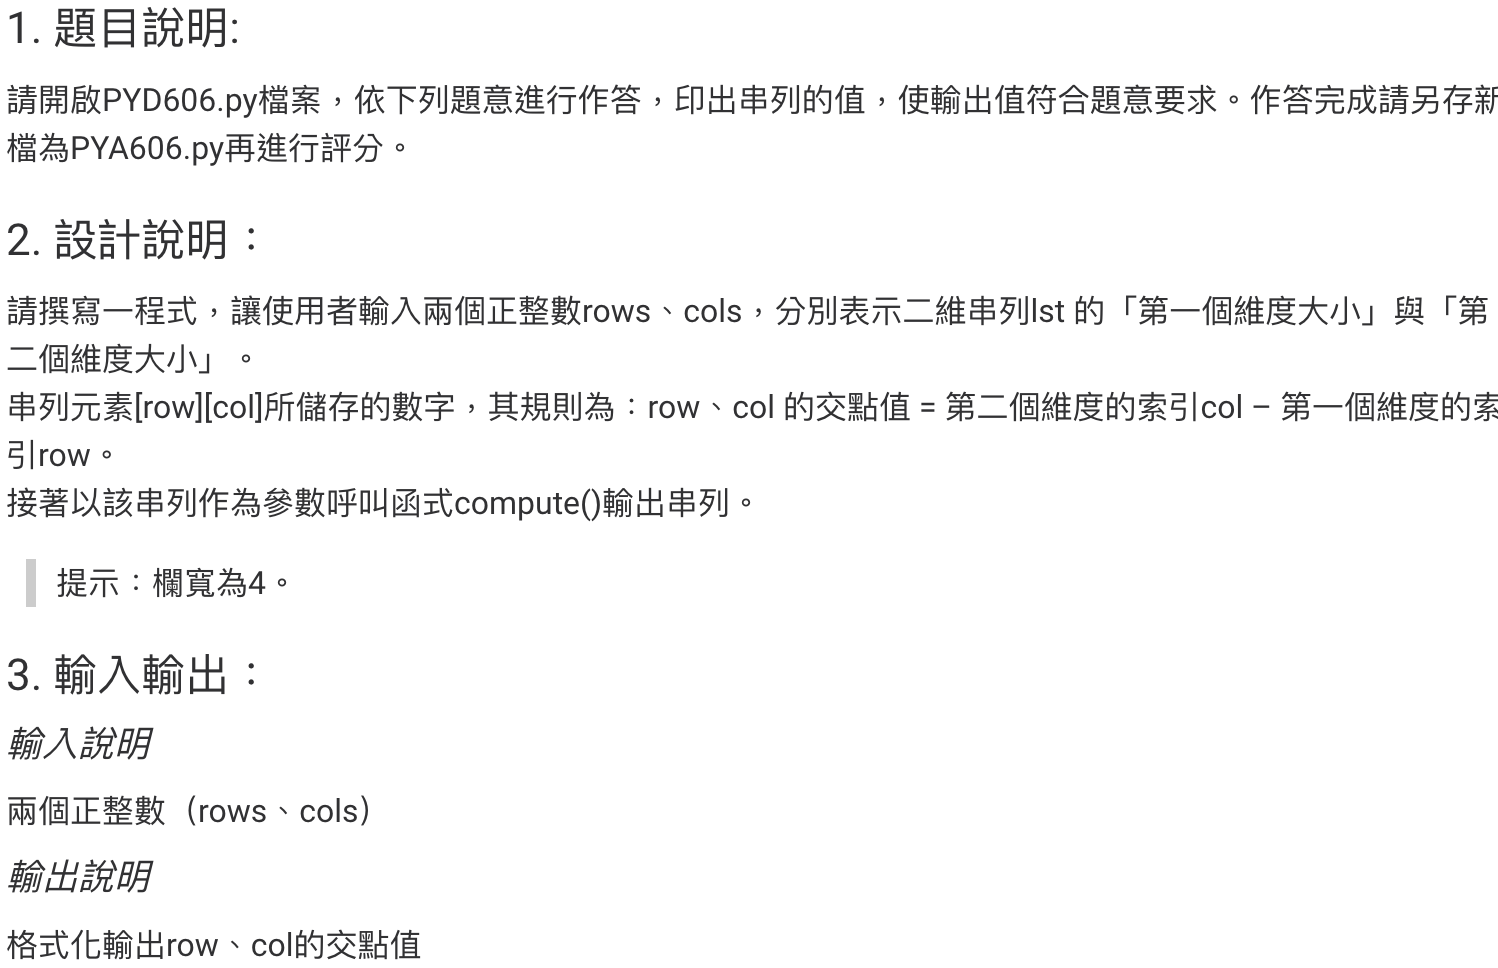 1. 題目說明:
請開啟PYD606.py檔案，依下列題意進行作答，印出串列的值，使輸出值符合題意要求。作答完成請另存新
檔為PYA606.py再進行評分。
2. 設計說明：
請撰寫一程式，讓使用者輸入兩個正整數rows、cols，分別表示二維串列lst 的「第一個維度大小」與「第
二個維度大小」。
串列元素[row][col]所儲存的數字，其規則為：row、col 的交點值 = 第二個維度的索引col – 第一個維度的索
引row。
接著以該串列作為參數呼叫函式compute()輸出串列。
提示：欄寬為4。
3. 輸入輸出：
輸入說明
兩個正整數（rows、cols）
輸出說明
格式化輸出row、col的交點值